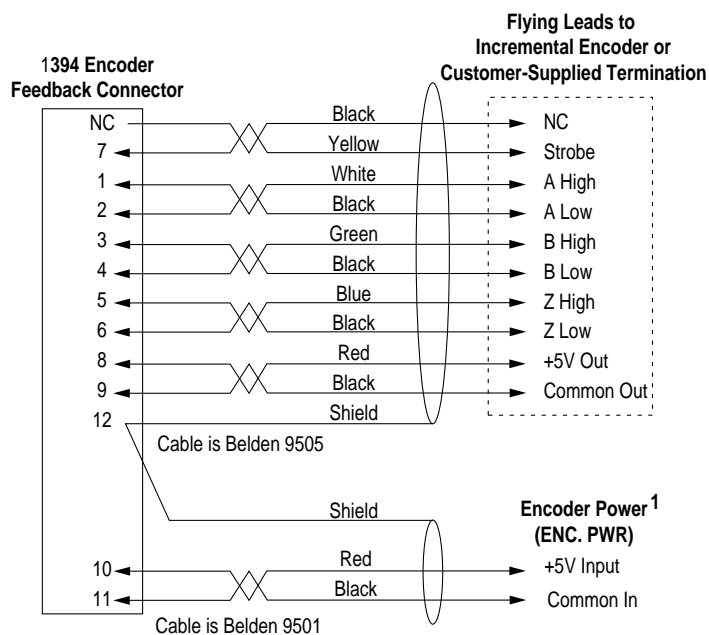 Flying Leads to
Incremental Encoder or
Customer-Supplied Termination
1394 Encoder
Feedback Connector
NC Black NC
7 Yellow Strobe
1 White A High
2 Black A Low
3 Green B High
4 Black B Low
5 Blue Z High
6 Black Z Low
8 Red +5V Out
9 Black Common Out
12 Shield
Cable is Belden 9505
Shield
Encoder Power 1
(ENC. PWR)
10 Red +5V Input
11 Black Common In
Cable is Belden 9501